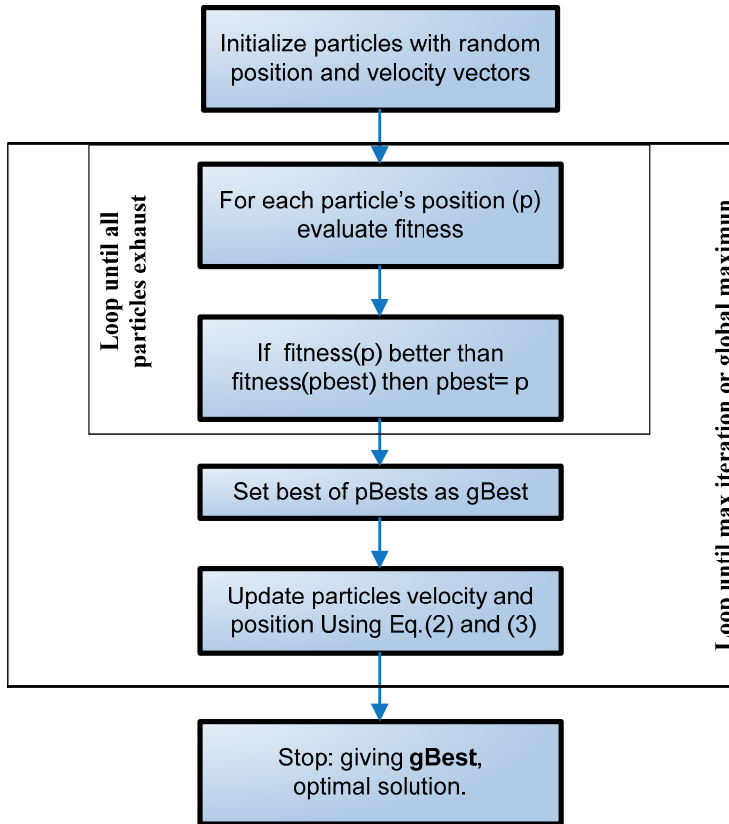 Initialize particles with random
position and velocity vectors
Loop until all
particles exhaust
For each particle's position (p)
evaluate fitness
If  fitness(p) better than
fitness(pbest) then pbest= p
Set best of pBests as gBest
Update particles velocity and
position Using Eq.(2) and (3)
Loop until max iteration or global maximun
Stop: giving gBest,
optimal solution.